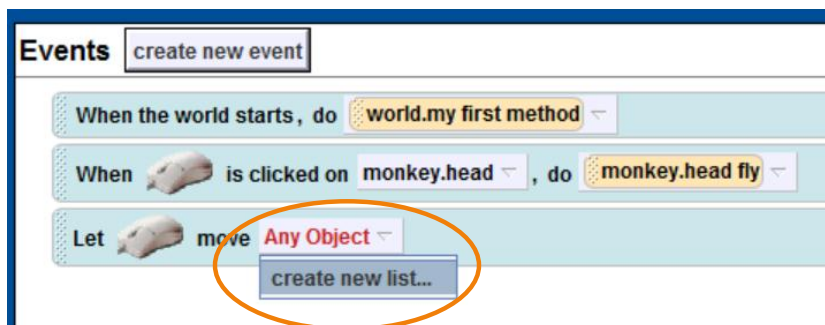 Events create new event
When the world starts, do world.my first method
When is clicked on monkey.head , do monkey.head fly
Let move Any Object
create new list...